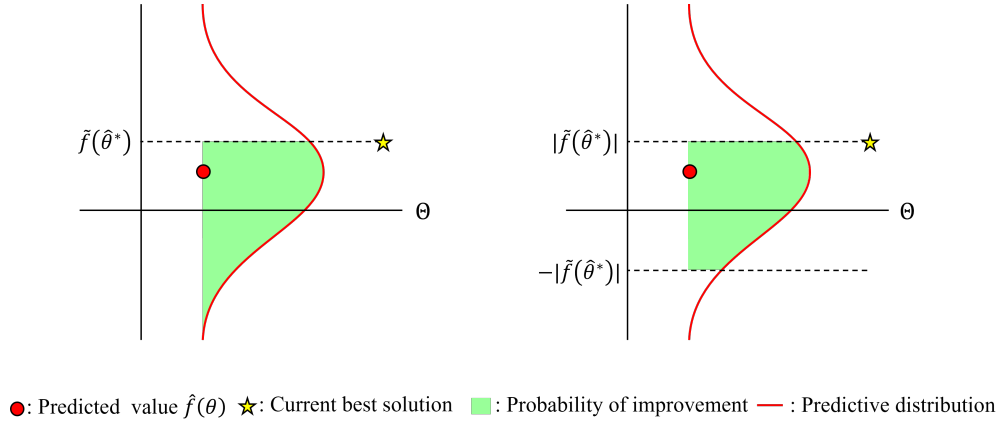 f̃(θ̂*)
Θ
|f̃(θ̂*)|
Θ
−|f̃(θ̂*)|
: Predicted value f̂(θ) : Current best solution : Probability of improvement : Predictive distribution